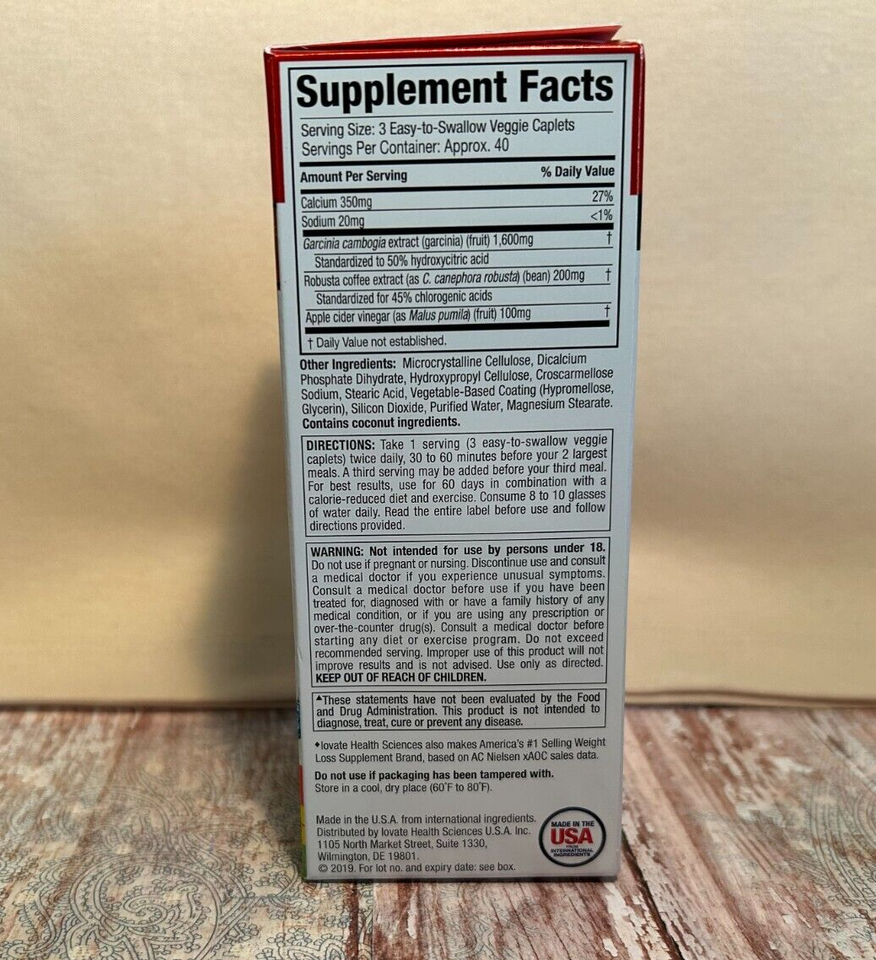 Supplement Facts
Serving Size: 3 Easy-to-Swallow Veggie Caplets
Servings Per Container: Approx. 40
Amount Per Serving % Daily Value
Calcium 350mg 27%
Sodium 20mg <1%
Garcinia cambogia extract (garcinia) (fruit) 1,600mg †
Standardized to 50% hydroxycitric acid
Robusta coffee extract (as C. canephora robusta) (bean) 200mg †
Standardized for 45% chlorogenic acids
Apple cider vinegar (as Malus pumila) (fruit) 100mg †
† Daily Value not established.
Other Ingredients: Microcrystalline Cellulose, Dicalcium
Phosphate Dihydrate, Hydroxypropyl Cellulose, Croscarmellose
Sodium, Stearic Acid, Vegetable-Based Coating (Hypromellose,
Glycerin), Silicon Dioxide, Purified Water, Magnesium Stearate.
Contains coconut ingredients.
DIRECTIONS: Take 1 serving (3 easy-to-swallow veggie
caplets) twice daily, 30 to 60 minutes before your 2 largest
meals. A third serving may be added before your third meal.
For best results, use for 60 days in combination with a
calorie-reduced diet and exercise. Consume 8 to 10 glasses
of water daily. Read the entire label before use and follow
directions provided.
WARNING: Not intended for use by persons under 18.
Do not use if pregnant or nursing. Discontinue use and consult
a medical doctor if you experience unusual symptoms.
Consult a medical doctor before use if you have been
treated for, diagnosed with or have a family history of any
medical condition, or if you are using any prescription or
over-the-counter drug(s). Consult a medical doctor before
starting any diet or exercise program. Do not exceed
recommended serving. Improper use of this product will not
improve results and is not advised. Use only as directed.
KEEP OUT OF REACH OF CHILDREN.
▲These statements have not been evaluated by the Food
and Drug Administration. This product is not intended to
diagnose, treat, cure or prevent any disease.
♦Iovate Health Sciences also makes America's #1 Selling Weight
Loss Supplement Brand, based on AC Nielsen xAOC sales data.
Do not use if packaging has been tampered with.
Store in a cool, dry place (60˚F to 80˚F).
Made in the U.S.A. from international ingredients.
Distributed by Iovate Health Sciences U.S.A. Inc.
1105 North Market Street, Suite 1330,
Wilmington, DE 19801.
© 2019. For lot no. and expiry date: see box.
MADE IN THE
USA
FROM
INTERNATIONAL
INGREDIENTS